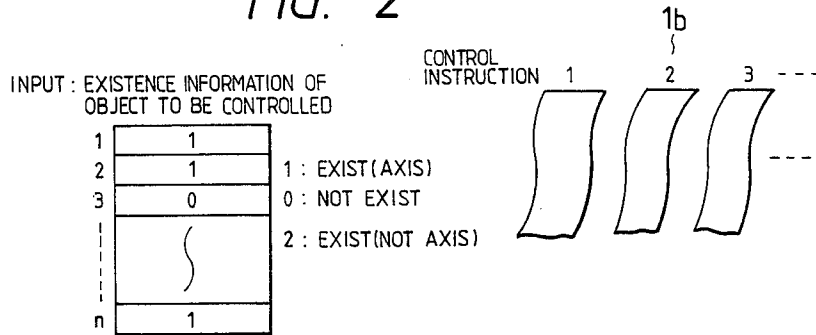 FIG. 2
1b
CONTROL
INSTRUCTION 1 2 3
INPUT : EXISTENCE INFORMATION OF
OBJECT TO BE CONTROLLED
1 1
2 1 1 : EXIST(AXIS)
3 0 0 : NOT EXIST
2 : EXIST(NOT AXIS)
n 1